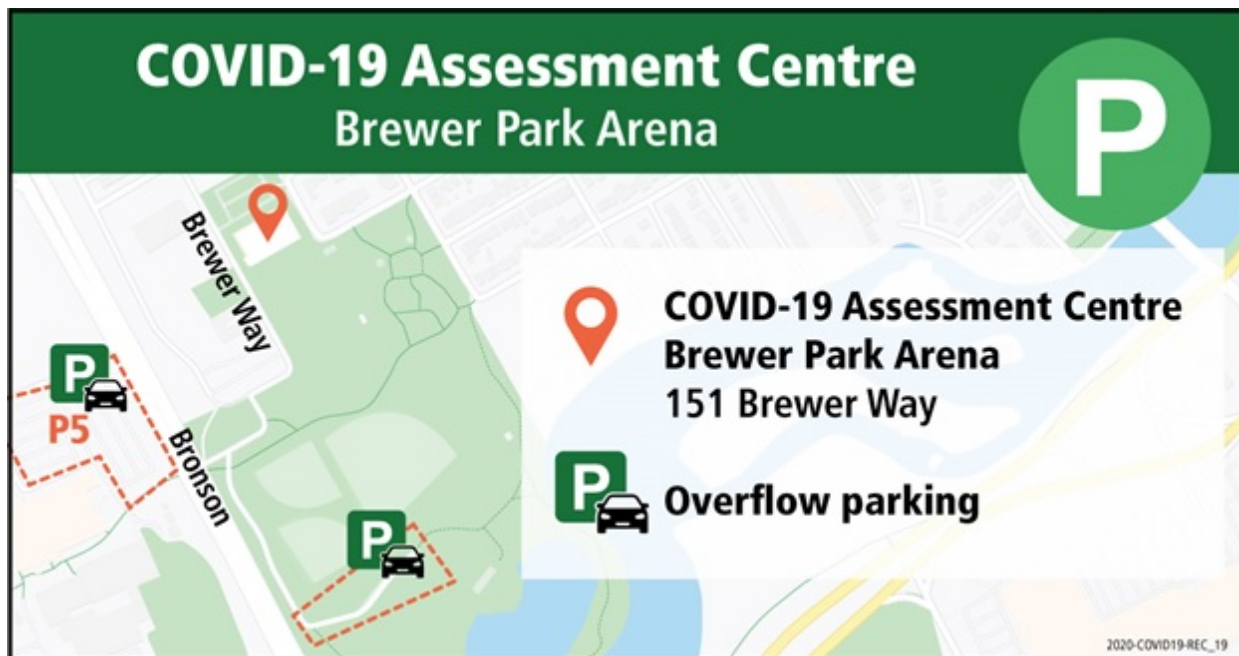 COVID-19 Assessment Centre
Brewer Park Arena
P
Brewer Way
P
P5
Bronson
P
COVID-19 Assessment Centre
Brewer Park Arena
151 Brewer Way
P
Overflow parking
2020-COVID19-REC_19